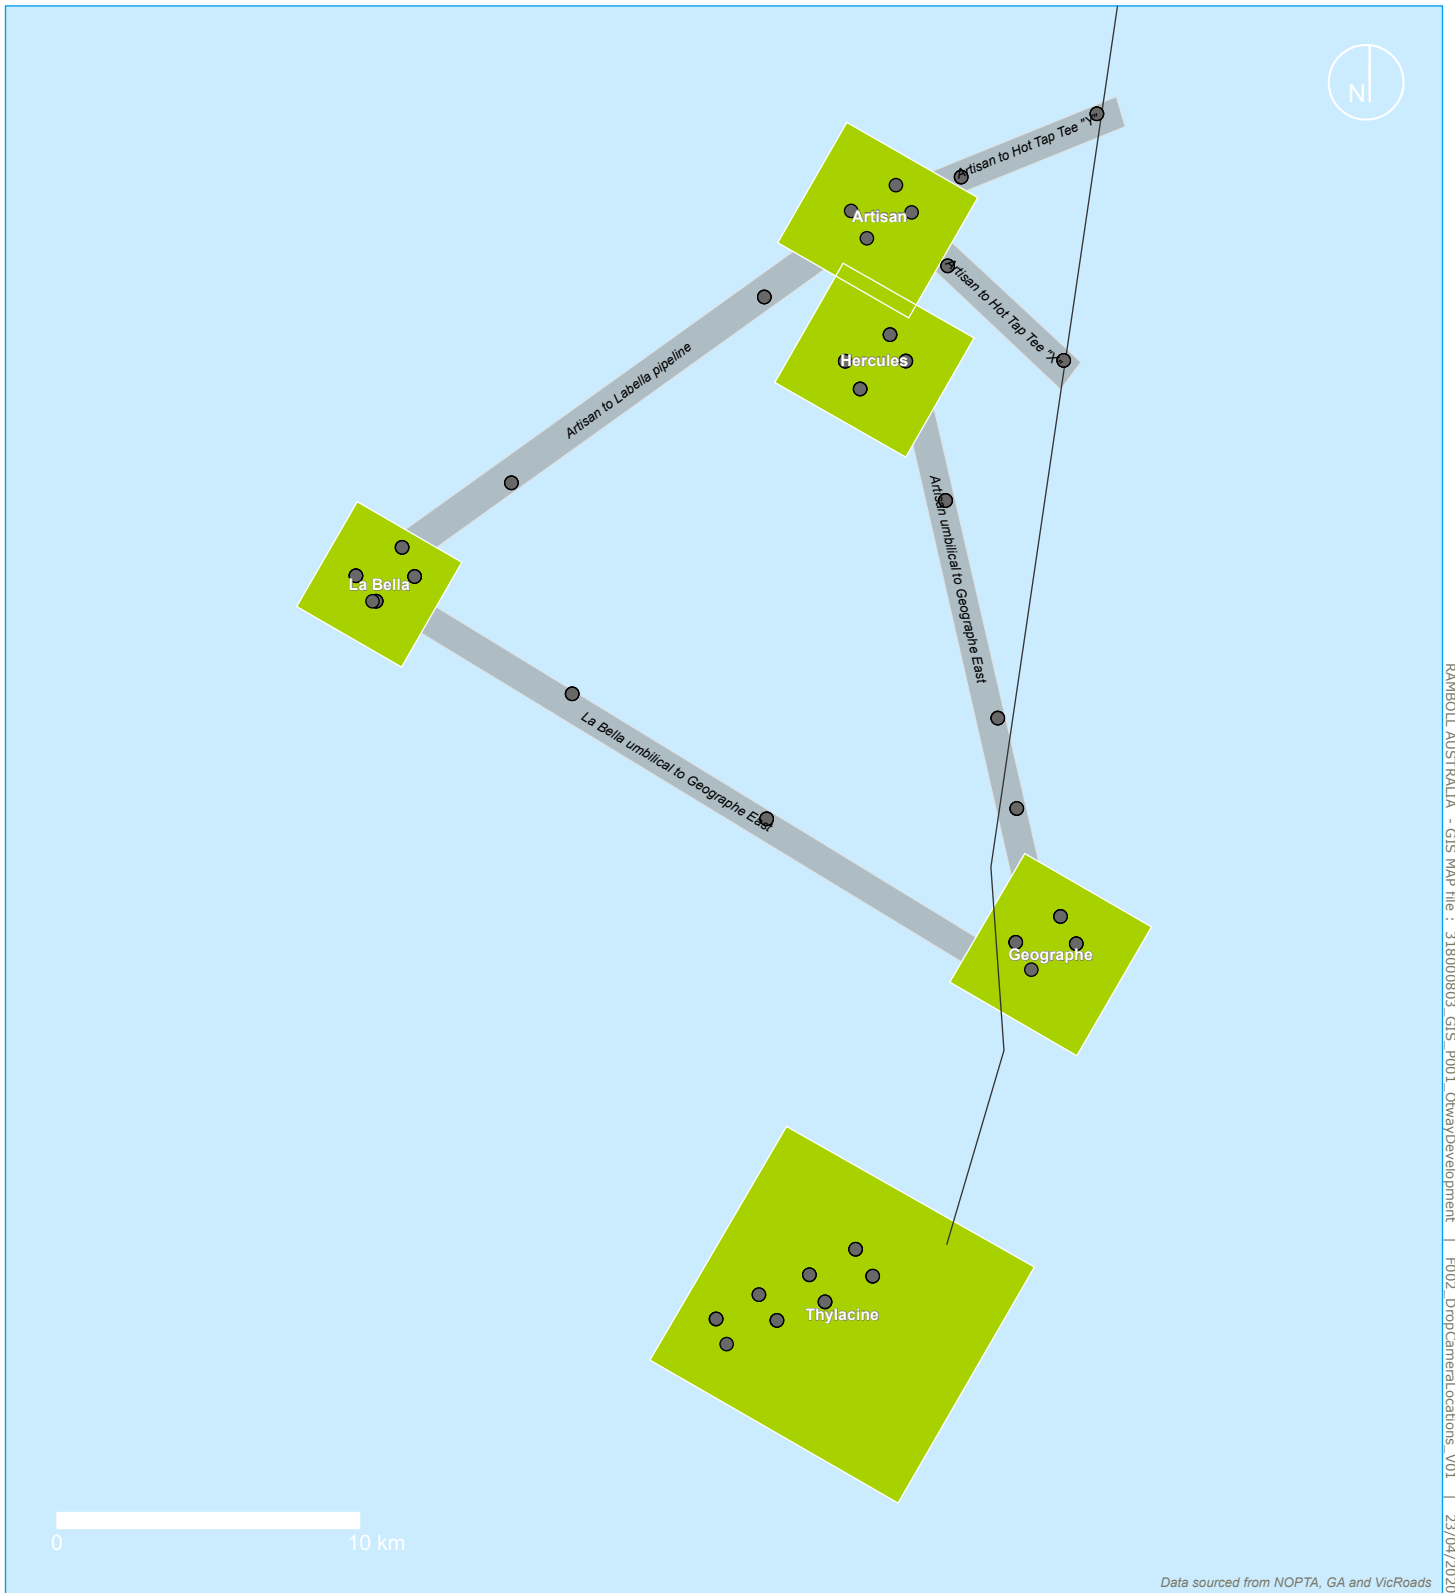 N
Artisan to Hot Tap Tee "Y"
Artisan
Artisan to Hot Tap Tee "X"
Hercules
Artisan to Labella pipeline
Artisan umbilical to Geographe East
La Bella
La Bella umbilical to Geographe East
Geographe
Thylacine
0 10 km
Data sourced from NOPTA, GA and VicRoads
RAMBOLL AUSTRALIA - GIS MAP file : 318000803_GIS_P001_OtwayDevelopment | F002_DropCameraLocations_V01 | 23/04/2020